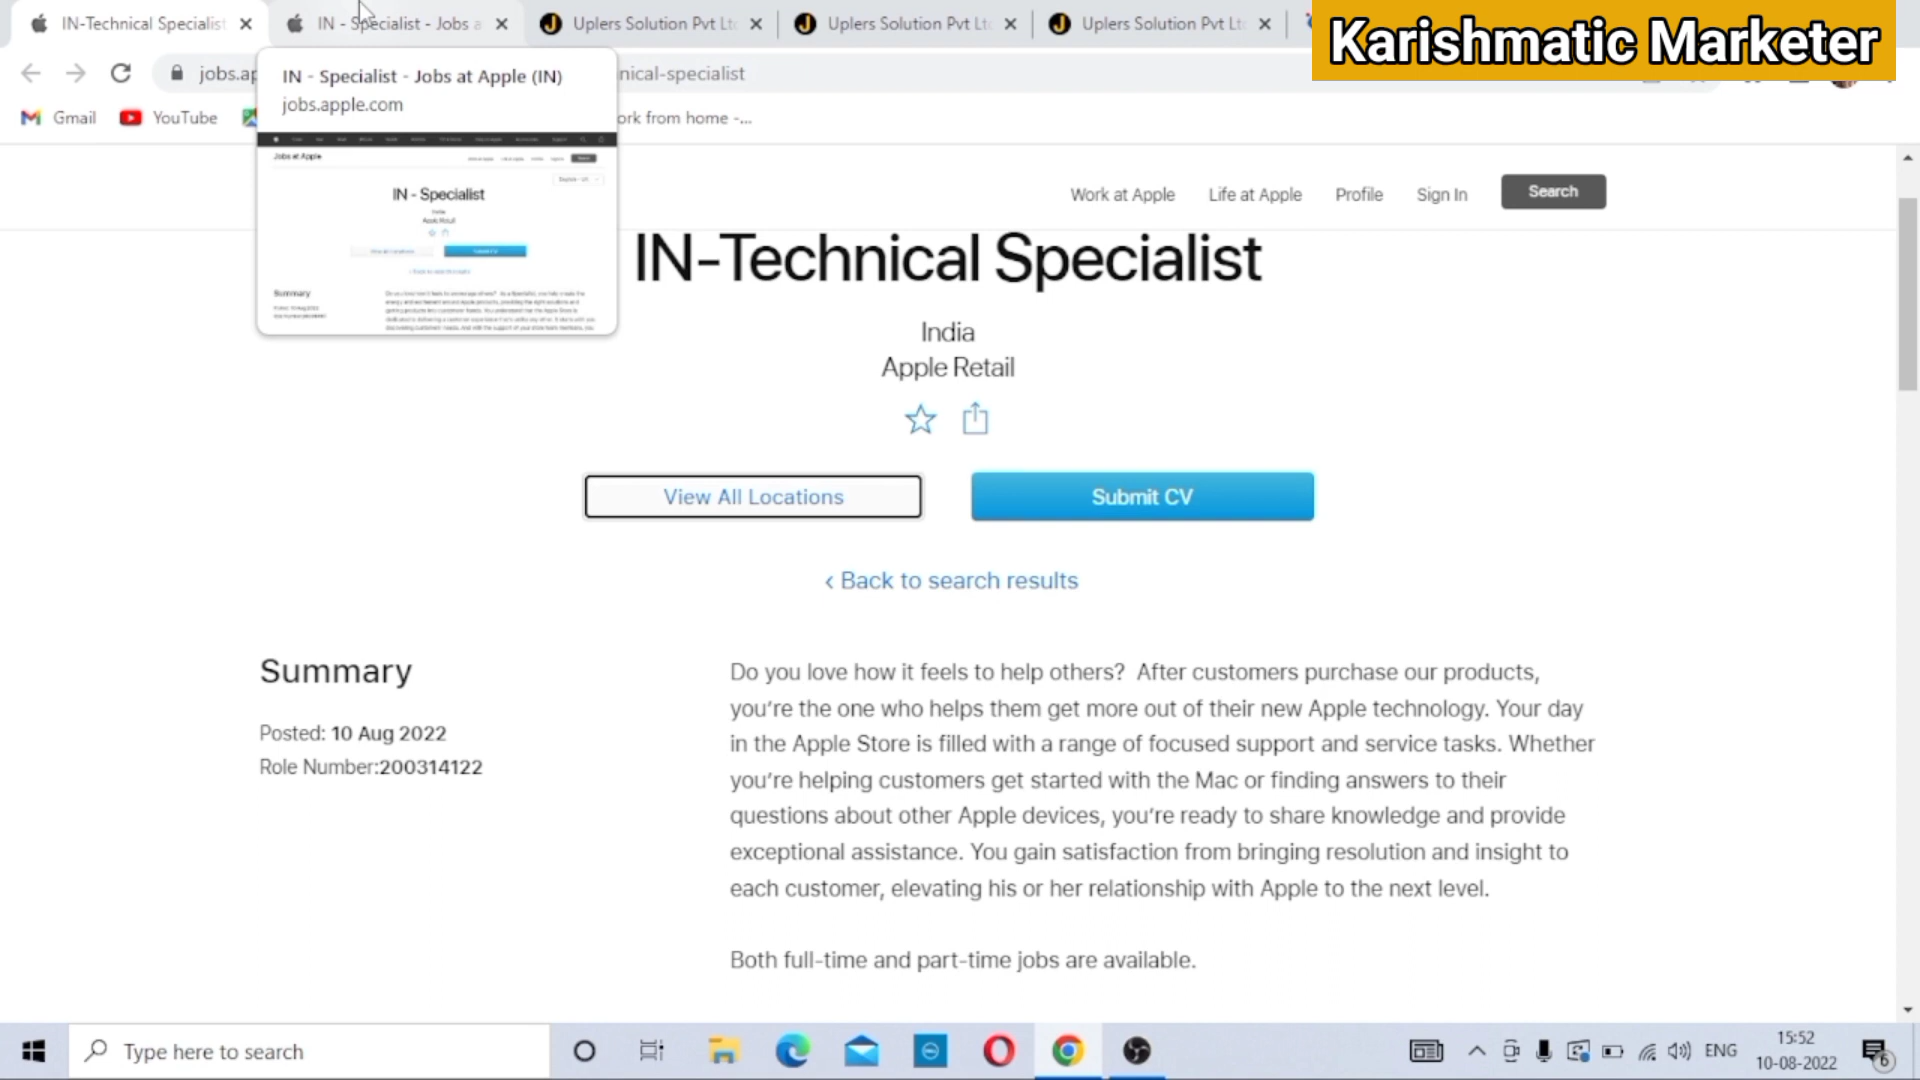 IN-Technical Specialist
IN - Specialist - Jobs a
Uplers Solution Pvt Lt
Uplers Solution Pvt Lt
Uplers Solution Pvt Lt
Karishmatic Marketer
jobs.ap
nical-specialist
IN - Specialist - Jobs at Apple (IN)
jobs.apple.com
Gmail
YouTube
ork from home -...
Jobs at Apple
IN - Specialist
India
Apple Retail
Summary
Work at Apple
Life at Apple
Profile
Sign In
Search
IN-Technical Specialist
India
Apple Retail
View All Locations
Submit CV
‹ Back to search results
Summary
Posted: 10 Aug 2022
Role Number:200314122
Do you love how it feels to help others?  After customers purchase our products,
you’re the one who helps them get more out of their new Apple technology. Your day
in the Apple Store is filled with a range of focused support and service tasks. Whether
you’re helping customers get started with the Mac or finding answers to their
questions about other Apple devices, you’re ready to share knowledge and provide
exceptional assistance. You gain satisfaction from bringing resolution and insight to
each customer, elevating his or her relationship with Apple to the next level.
Both full-time and part-time jobs are available.
Type here to search
ENG
15:52
10-08-2022
6